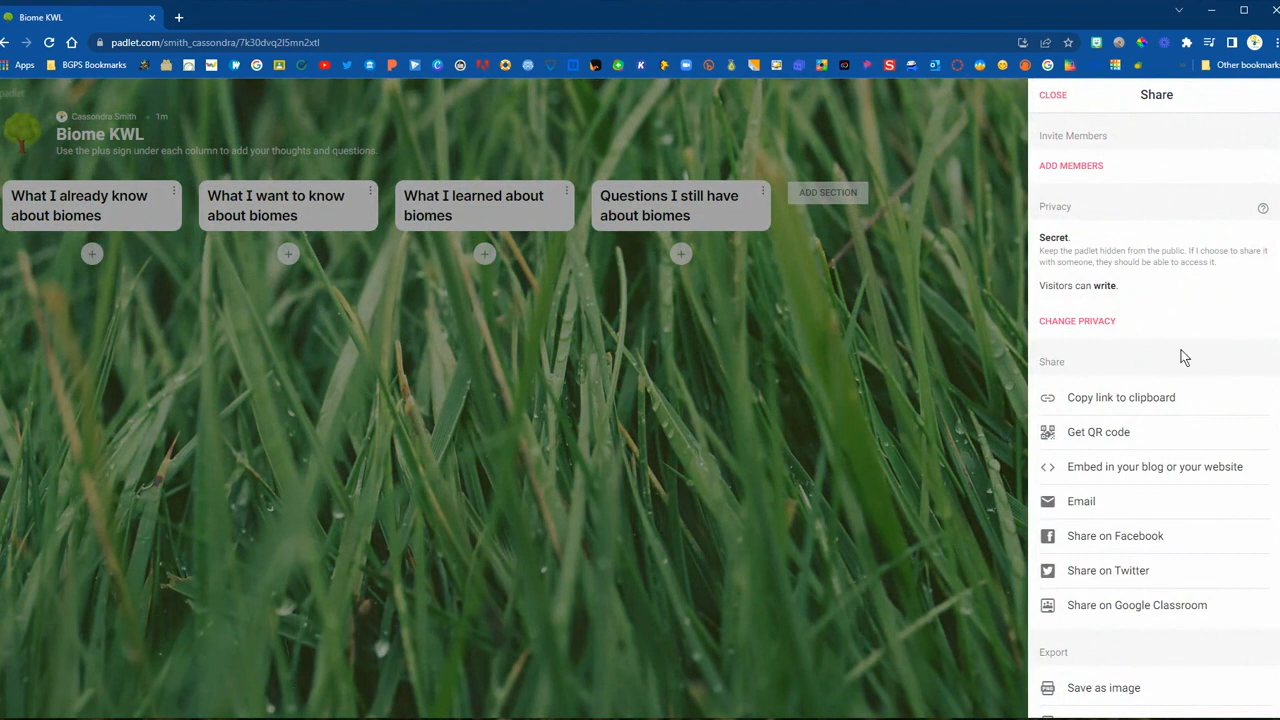 Biome KWL
padlet.com/smith_cassondra/7k30dvq2l5mn2xtl
Apps
BGPS Bookmarks
Other bookmarks
padlet
Cassondra Smith • 1m
Biome KWL
Use the plus sign under each column to add your thoughts and questions.
What I already know
about biomes
What I want to know
about biomes
What I learned about
biomes
Questions I still have
about biomes
ADD SECTION
CLOSE
Share
Invite Members
ADD MEMBERS
Privacy
Secret.
Keep the padlet hidden from the public. If I choose to share it
with someone, they should be able to access it.
Visitors can write.
CHANGE PRIVACY
Share
Copy link to clipboard
Get QR code
Embed in your blog or your website
Email
Share on Facebook
Share on Twitter
Share on Google Classroom
Export
Save as image